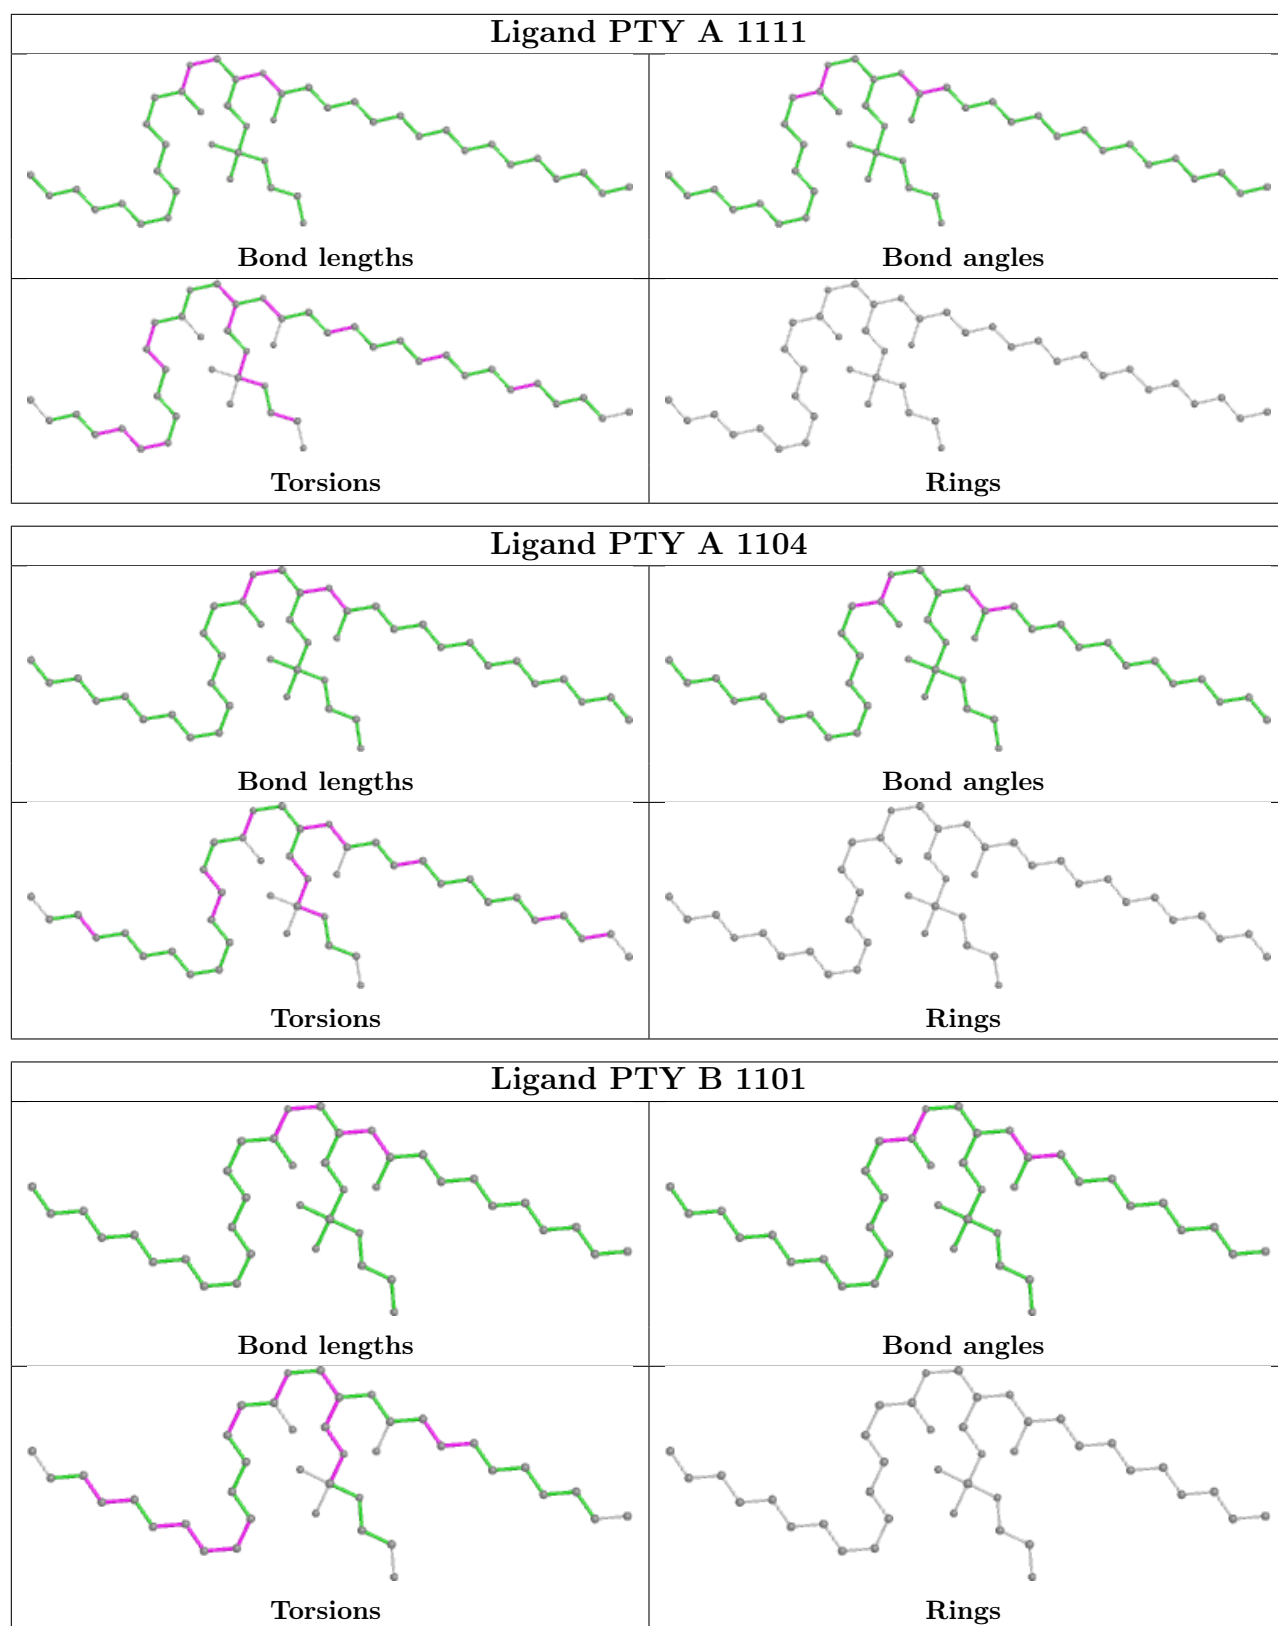 Ligand PTY A 1111
Bond lengths
Bond angles
Torsions
Rings
Ligand PTY A 1104
Bond lengths
Bond angles
Torsions
Rings
Ligand PTY B 1101
Bond lengths
Bond angles
Torsions
Rings